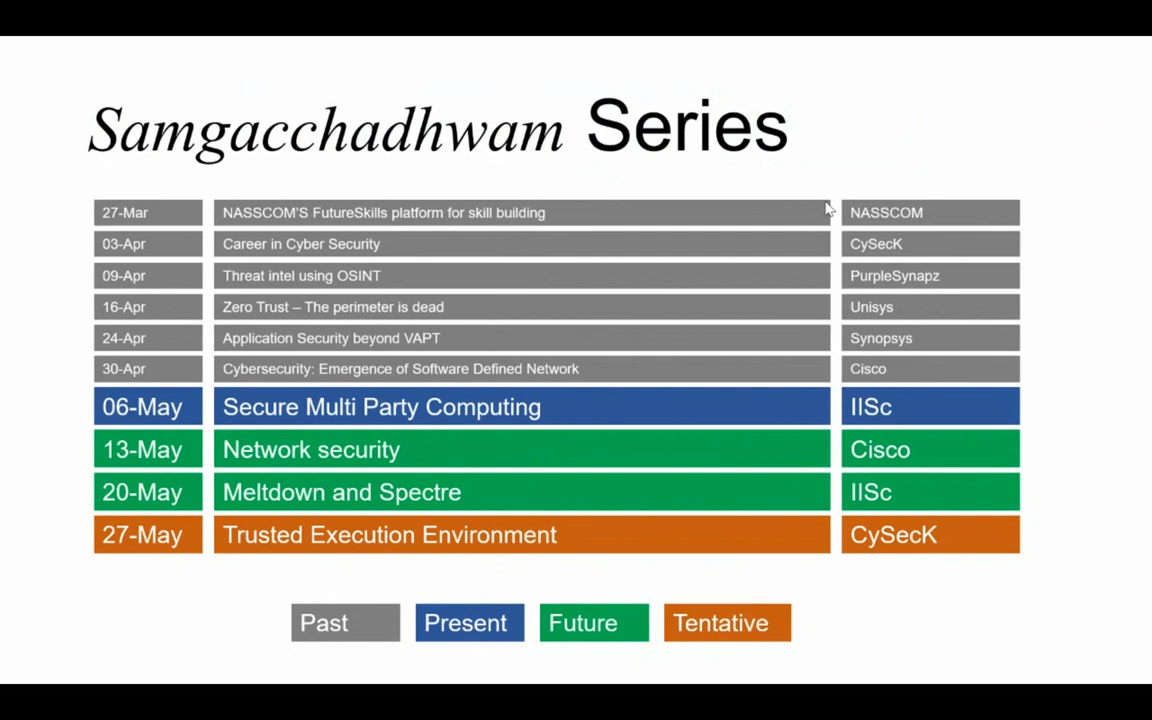 Samgacchadhwam Series
27-Mar NASSCOM'S FutureSkills platform for skill building NASSCOM
03-Apr Career in Cyber Security CySecK
09-Apr Threat intel using OSINT PurpleSynapz
16-Apr Zero Trust – The perimeter is dead Unisys
24-Apr Application Security beyond VAPT Synopsys
30-Apr Cybersecurity: Emergence of Software Defined Network Cisco
06-May Secure Multi Party Computing IISc
13-May Network security Cisco
20-May Meltdown and Spectre IISc
27-May Trusted Execution Environment CySecK
Past Present Future Tentative